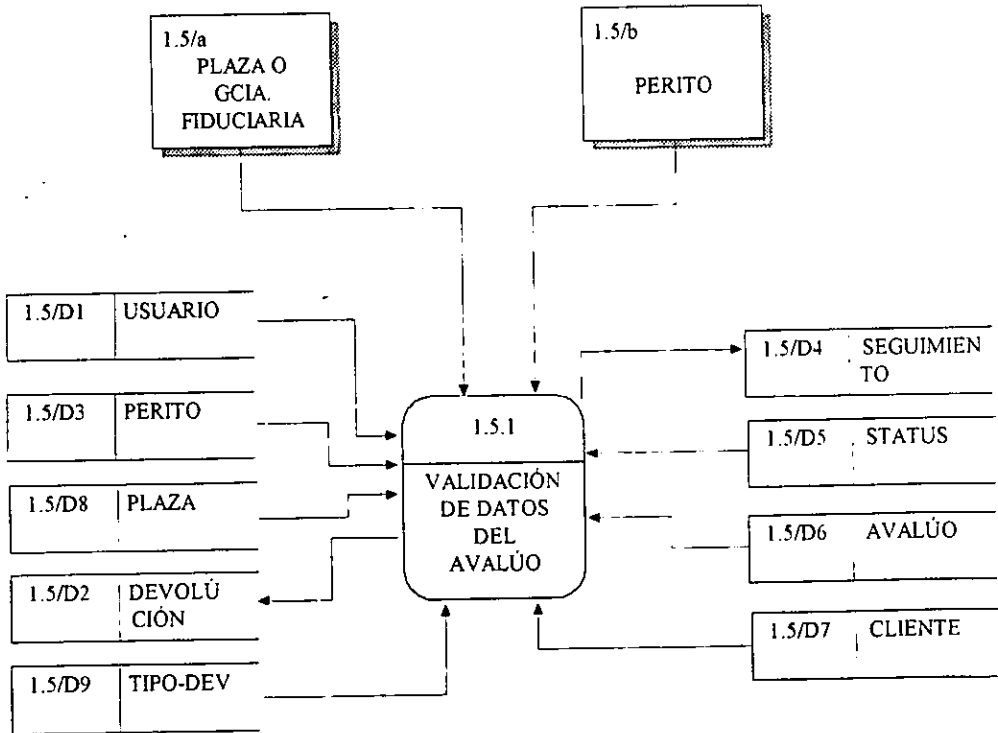 1.5/a
PLAZA O
GCIA.
FIDUCIARIA
1.5/b
PERITO
1.5/D1 USUARIO
1.5/D3 PERITO
1.5/D8 PLAZA
1.5/D2 DEVOLÚ
CIÓN
1.5/D9 TIPO-DEV
1.5.1
VALIDACIÓN
DE DATOS
DEL
AVALÚO
1.5/D4 SEGUIMIEN
TO
1.5/D5 STATUS
1.5/D6 AVALÚO
1.5/D7 CLIENTE